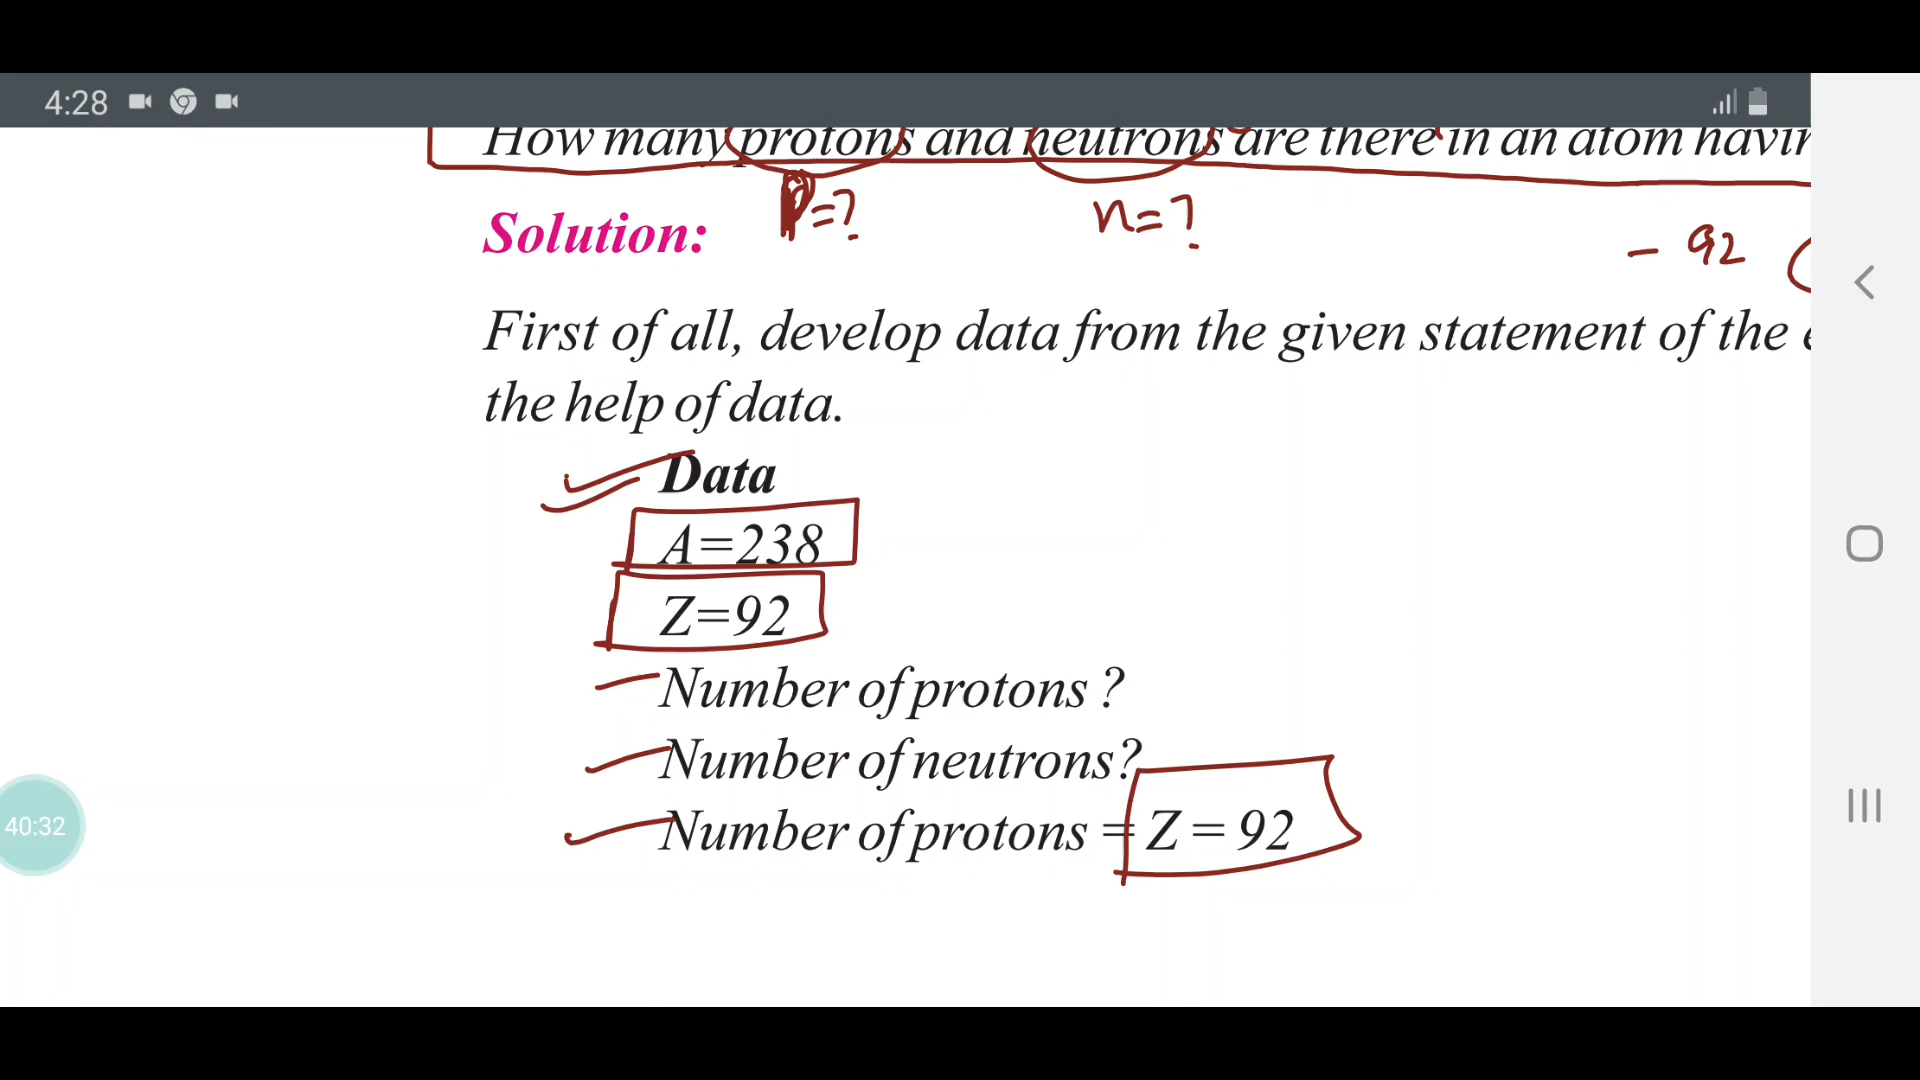 4:28
How many protons and neutrons are there in an atom
p=?
n=?
Solution:
- 92
First of all, develop data from the given statement of the
the help of data.
Data
A=238
Z=92
Number of protons ?
Number of neutrons?
Number of protons = Z = 92
40:32